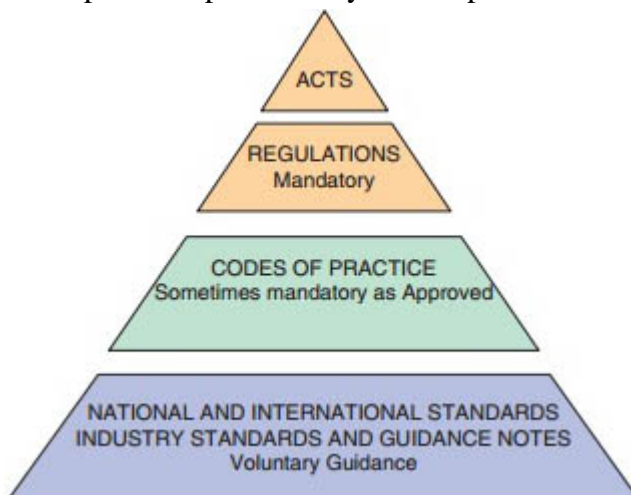 ACTS
REGULATIONS
Mandatory
CODES OF PRACTICE
Sometimes mandatory as Approved
NATIONAL AND INTERNATIONAL STANDARDS
INDUSTRY STANDARDS AND GUIDANCE NOTES
Voluntary Guidance